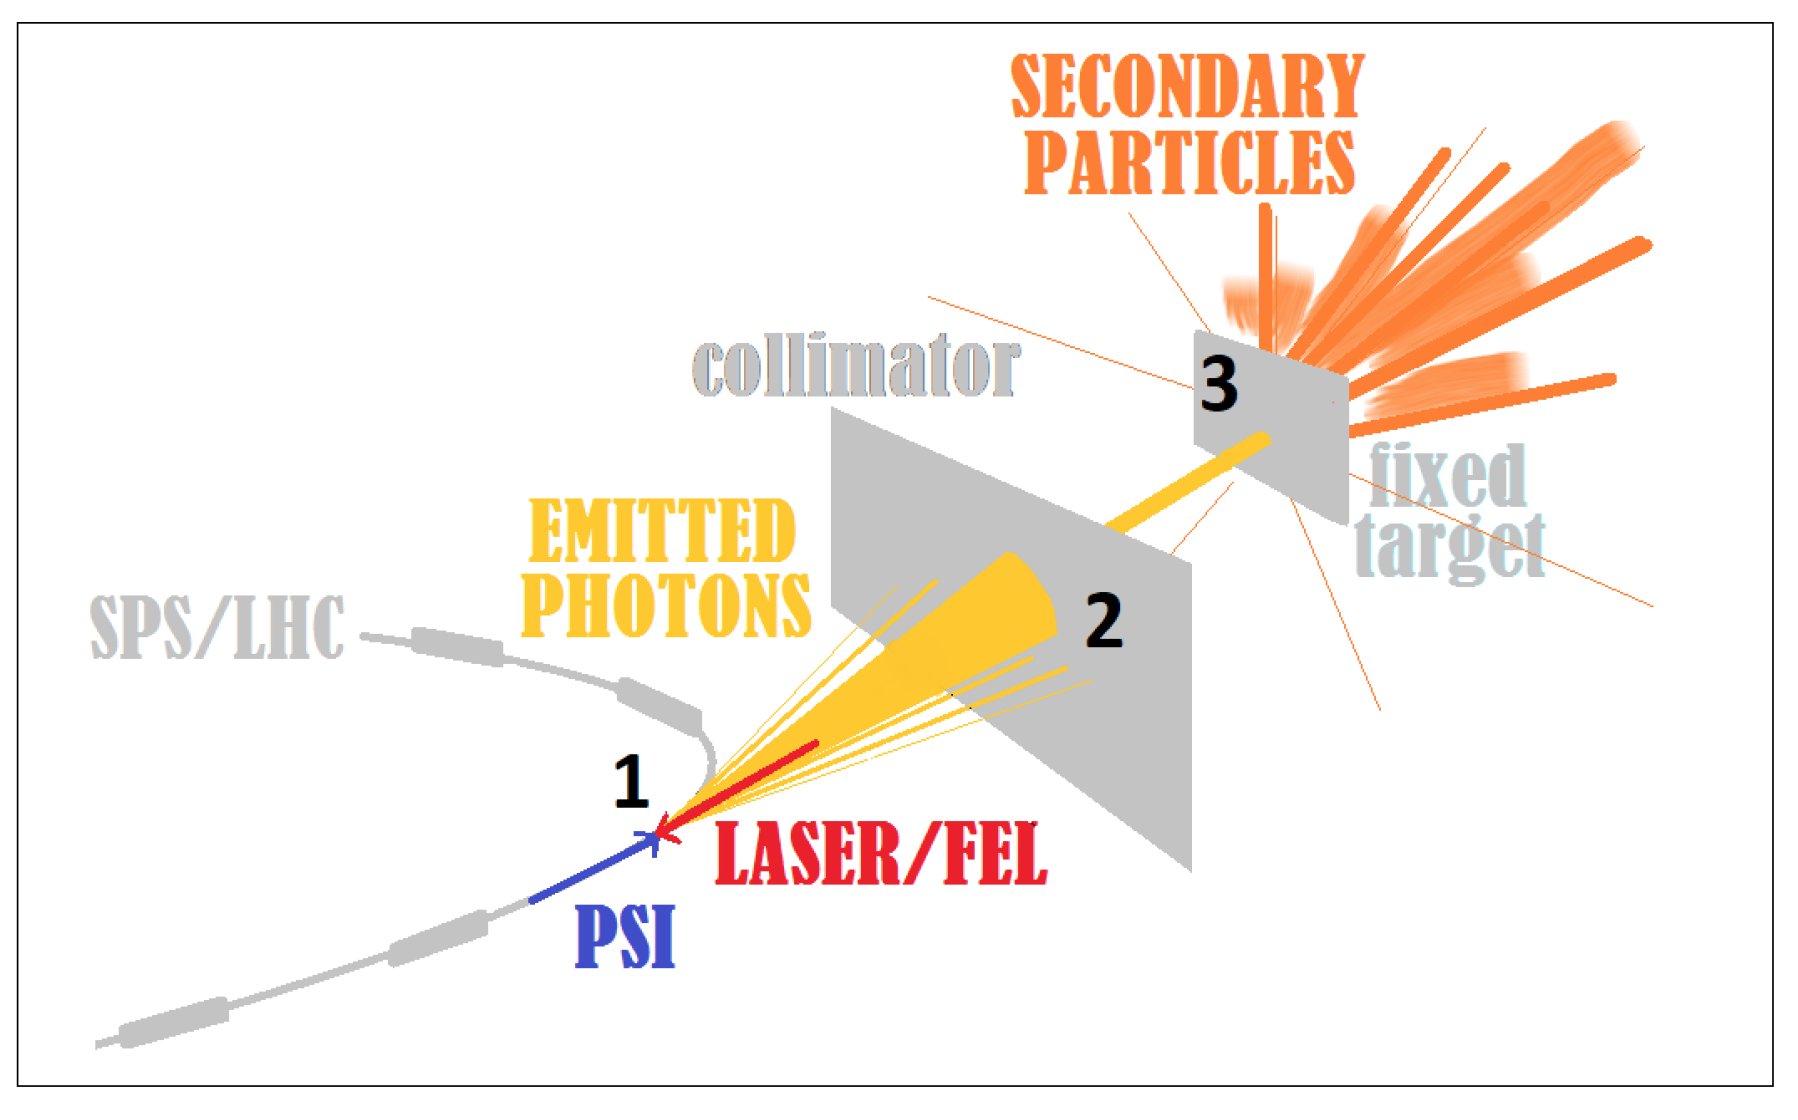 SECONDARY
PARTICLES
collimator
3
fixed
target
EMITTED
PHOTONS
2
SPS/LHC
1
LASER/FEL
PSI